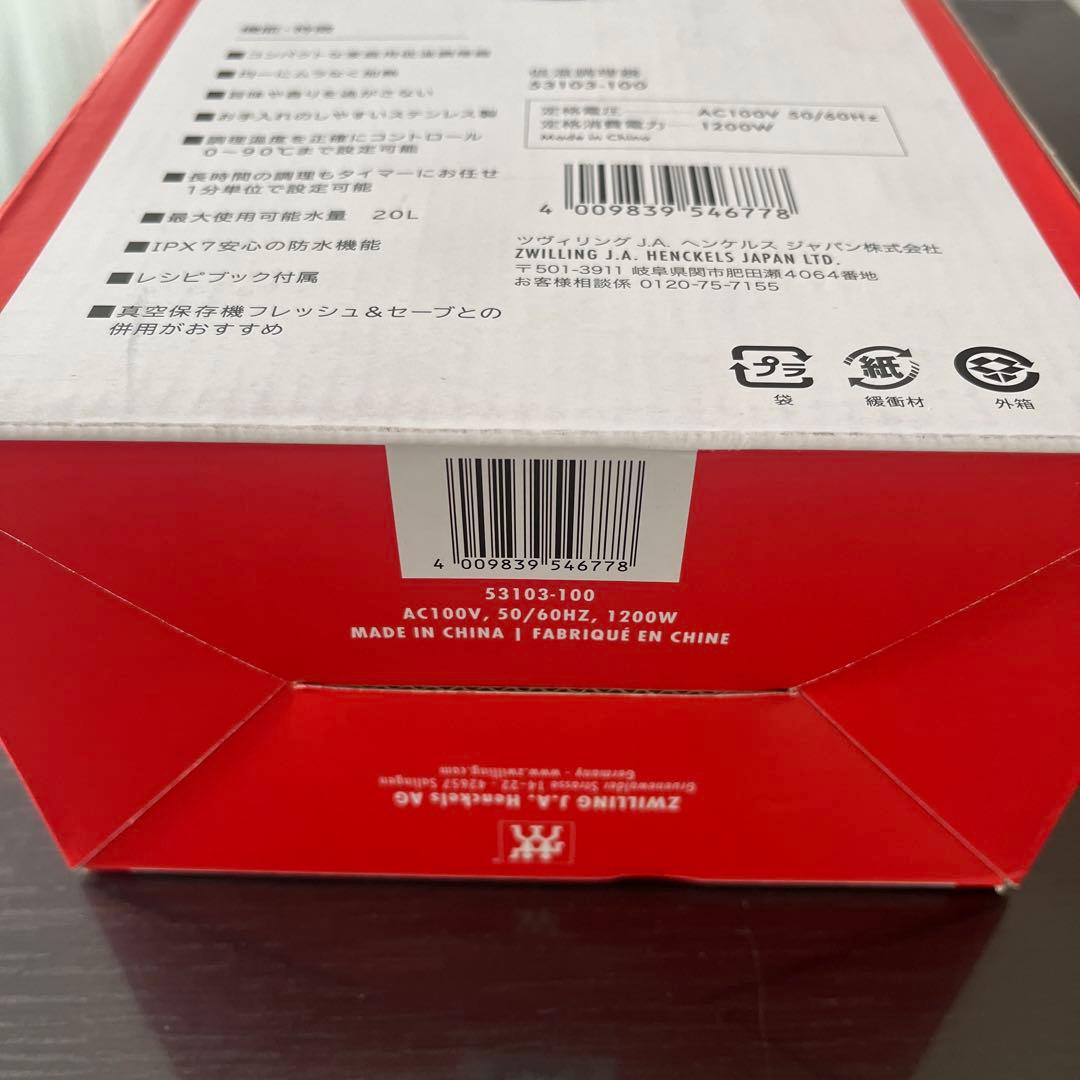 機能・特徴
■コンパクトな家庭用低温調理器
■均一にムラなく加熱
■旨味や香りを逃がさない
■お手入れのしやすいステンレス製
■調理温度を正確にコントロール
0～90℃まで設定可能
■長時間の調理もタイマーにお任せ
1分単位で設定可能
■最大使用可能水量 20L
■IPX7安心の防水機能
■レシピブック付属
■真空保存機フレッシュ&セーブとの
併用がおすすめ
低温調理器
53103-100
定格電圧 AC100V 50/60Hz
定格消費電力 1200W
Made in China
4 009839 546778
ツヴィリング J.A. ヘンケルス ジャパン株式会社
ZWILLING J.A. HENCKELS JAPAN LTD.
〒501-3911 岐阜県関市肥田瀬4064番地
お客様相談係 0120-75-7155
プラ
袋
紙
緩衝材
外箱
4 009839 546778
53103-100
AC100V, 50/60HZ, 1200W
MADE IN CHINA | FABRIQUÉ EN CHINE
ZWILLING J.A. Henckels AG
Gruenewalder Strasse 14-22 · 42657 Solingen
Germany · www.zwilling.com